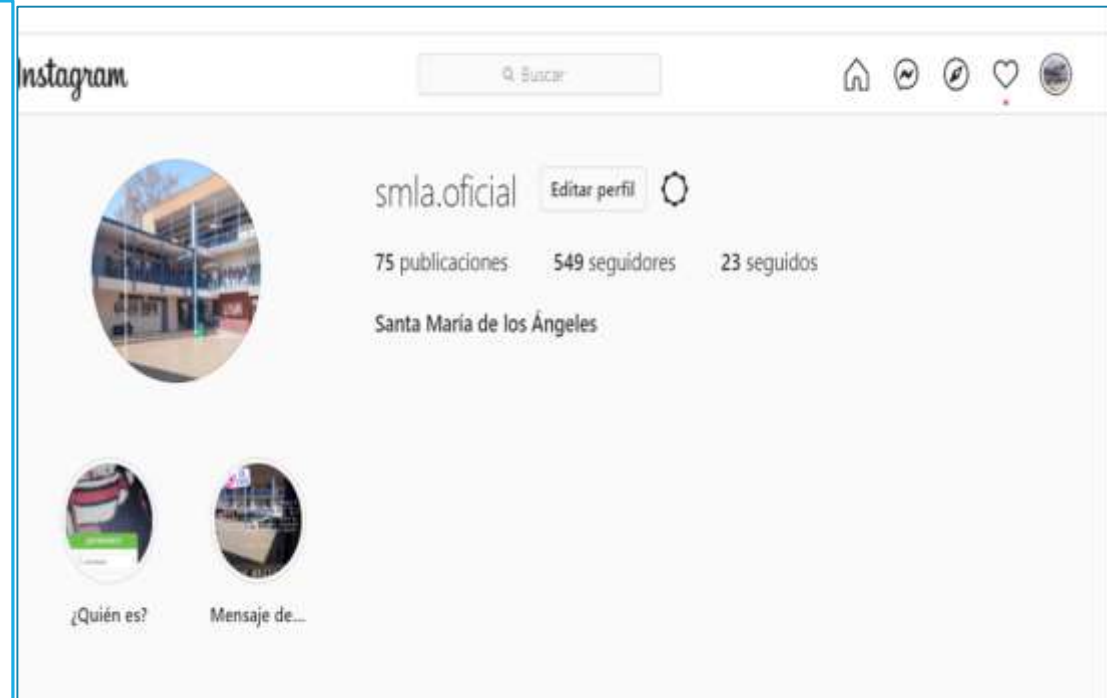 Instagram
Buscar
smla.oficial Editar perfil
75 publicaciones 549 seguidores 23 seguidos
Santa María de los Ángeles
¿Quién es? Mensaje de...